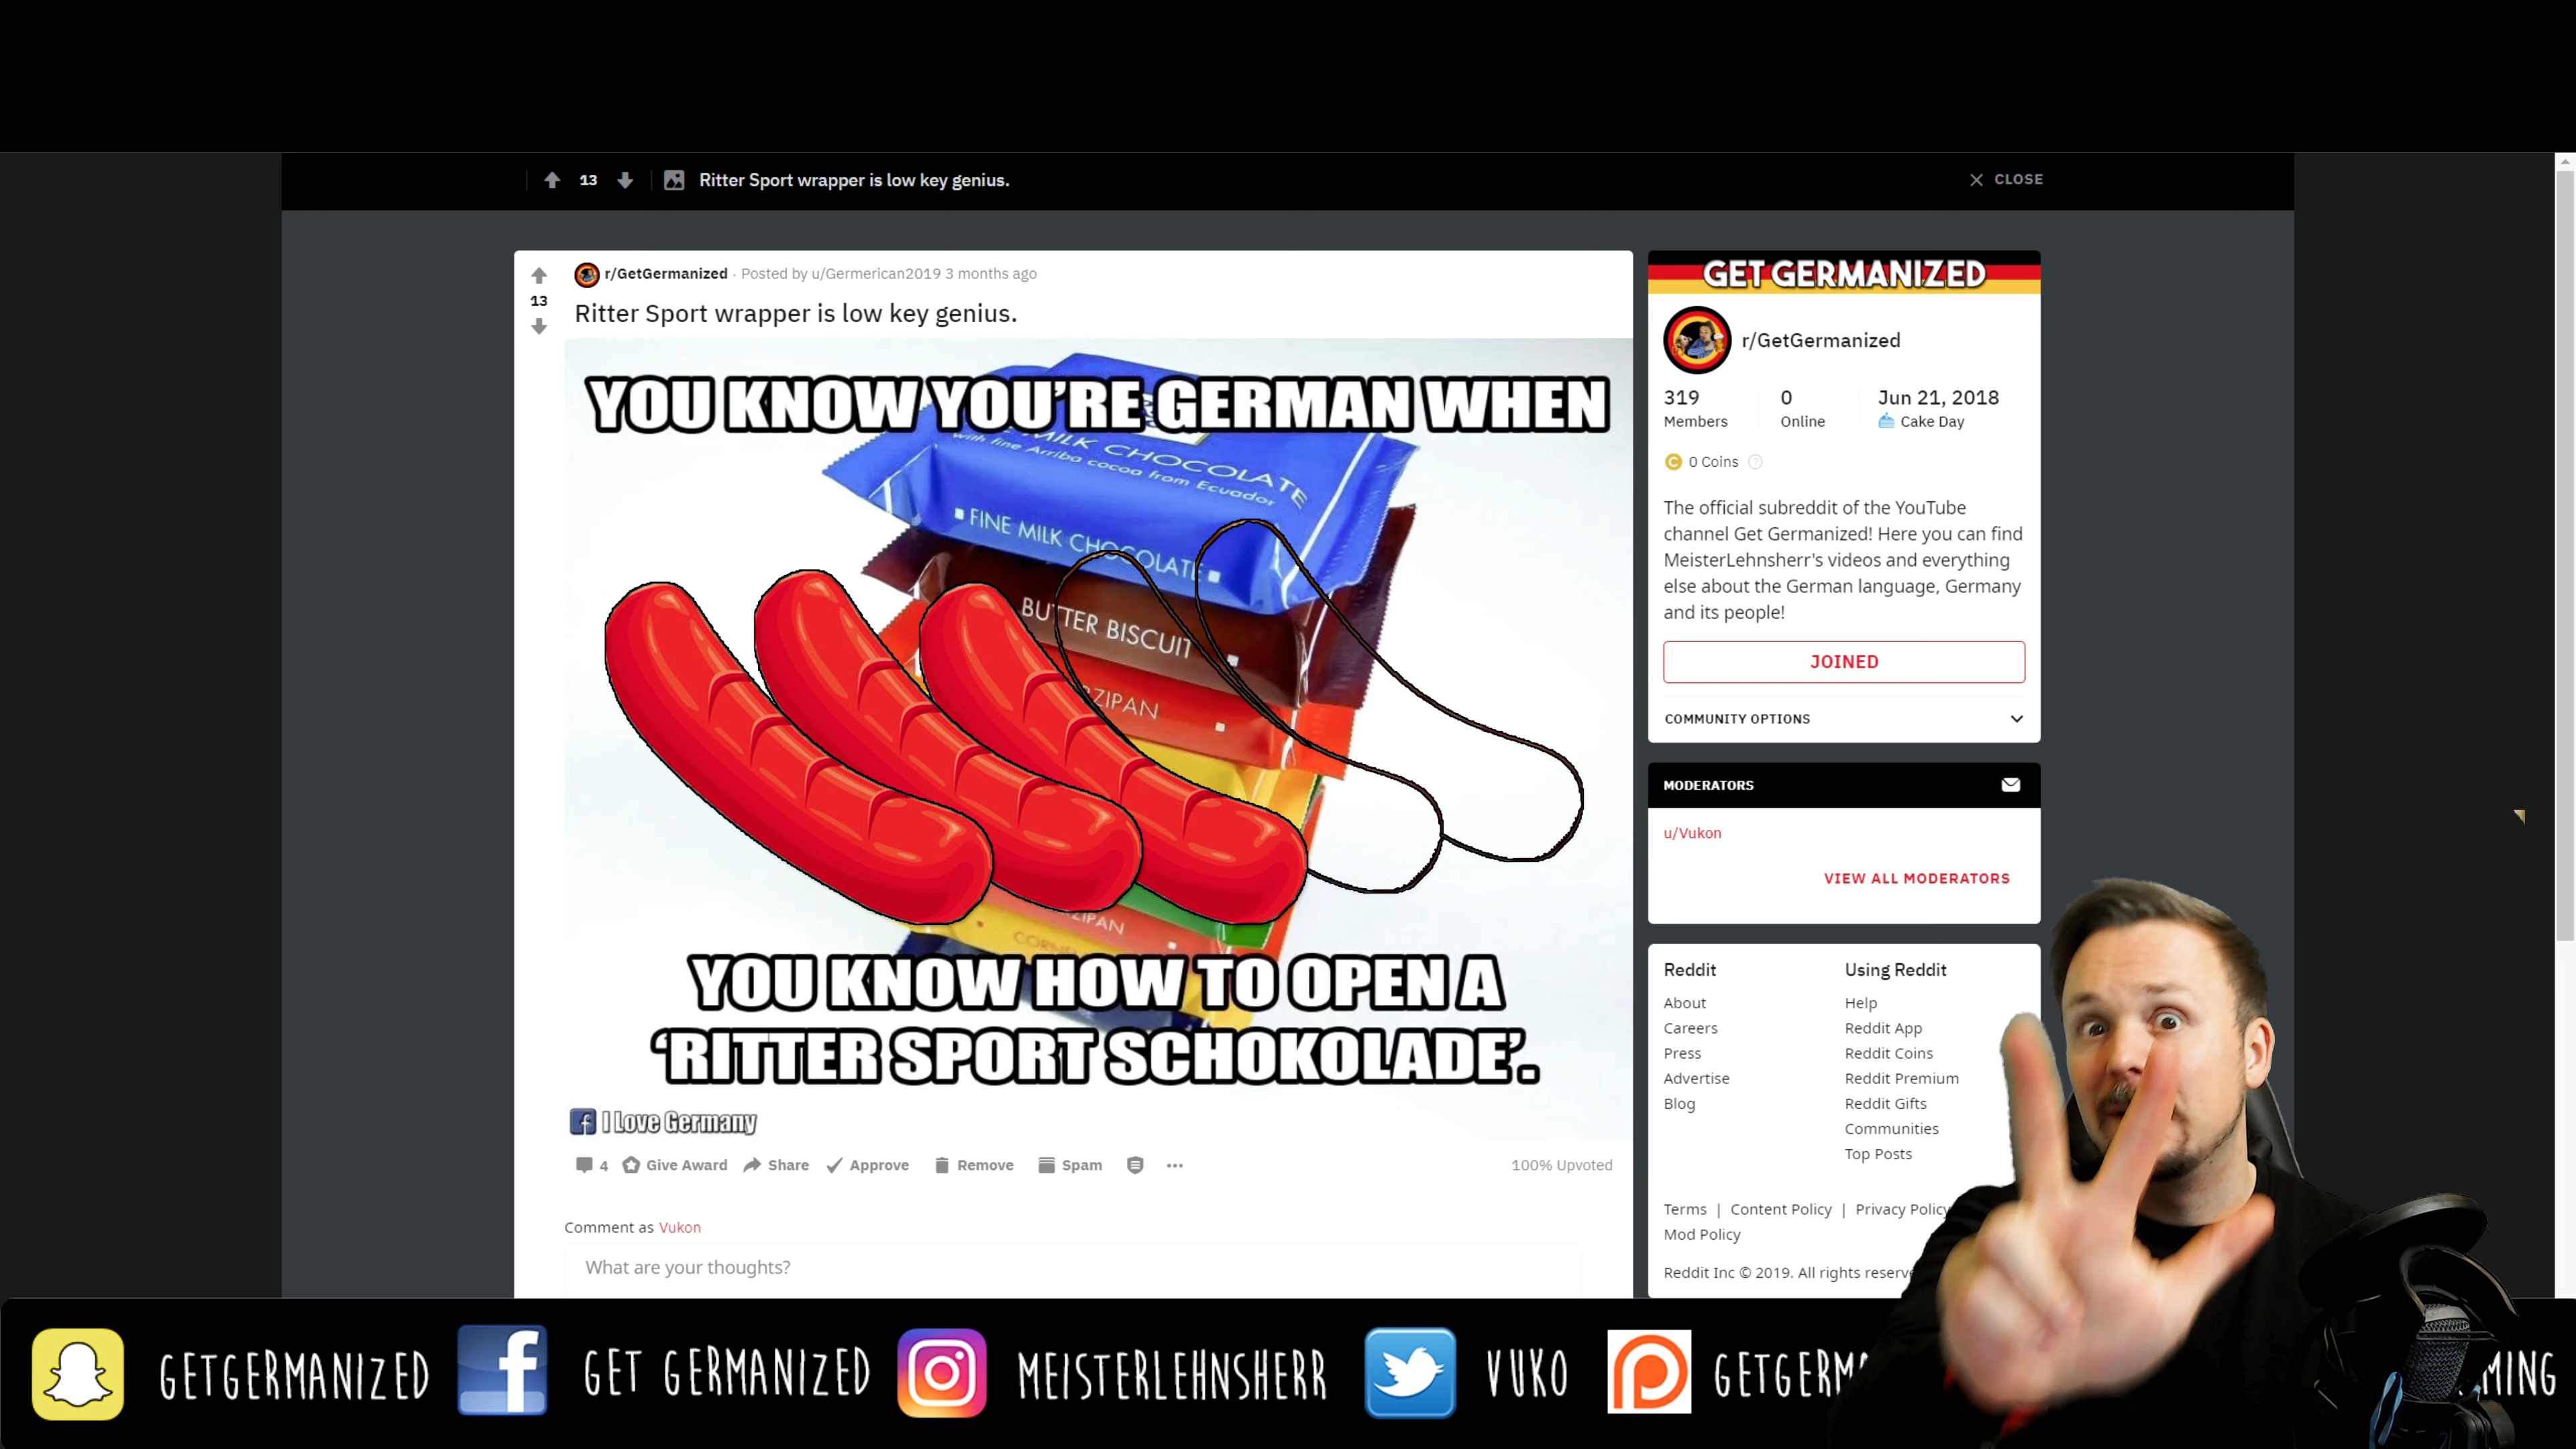 13
Ritter Sport wrapper is low key genius.
CLOSE
r/GetGermanized · Posted by u/Germerican2019 3 months ago
13
Ritter Sport wrapper is low key genius.
YOU KNOW YOU'RE GERMAN WHEN
MILK CHOCOLATE
with fine Arriba cocoa from Ecuador
FINE MILK CHOCOLATE
BUTTER BISCUIT
RZIPAN
ZIPAN
CORN
YOU KNOW HOW TO OPEN A
'RITTER SPORT SCHOKOLADE'.
I Love Germany
4 Give Award Share Approve Remove Spam ··· 100% Upvoted
Comment as Vukon
What are your thoughts?
GET GERMANIZED
r/GetGermanized
319 0 Jun 21, 2018
Members Online Cake Day
0 Coins
The official subreddit of the YouTube
channel Get Germanized! Here you can find
MeisterLehnsherr's videos and everything
else about the German language, Germany
and its people!
JOINED
COMMUNITY OPTIONS
MODERATORS
u/Vukon
VIEW ALL MODERATORS
Reddit Using Reddit
About Help
Careers Reddit App
Press Reddit Coins
Advertise Reddit Premium
Blog Reddit Gifts
Communities
Top Posts
Terms | Content Policy | Privacy Policy
Mod Policy
Reddit Inc © 2019. All rights reserve
GETGERMANIZED GET GERMANIZED MEISTERLEHNSHERR VUKO GETGERM MING